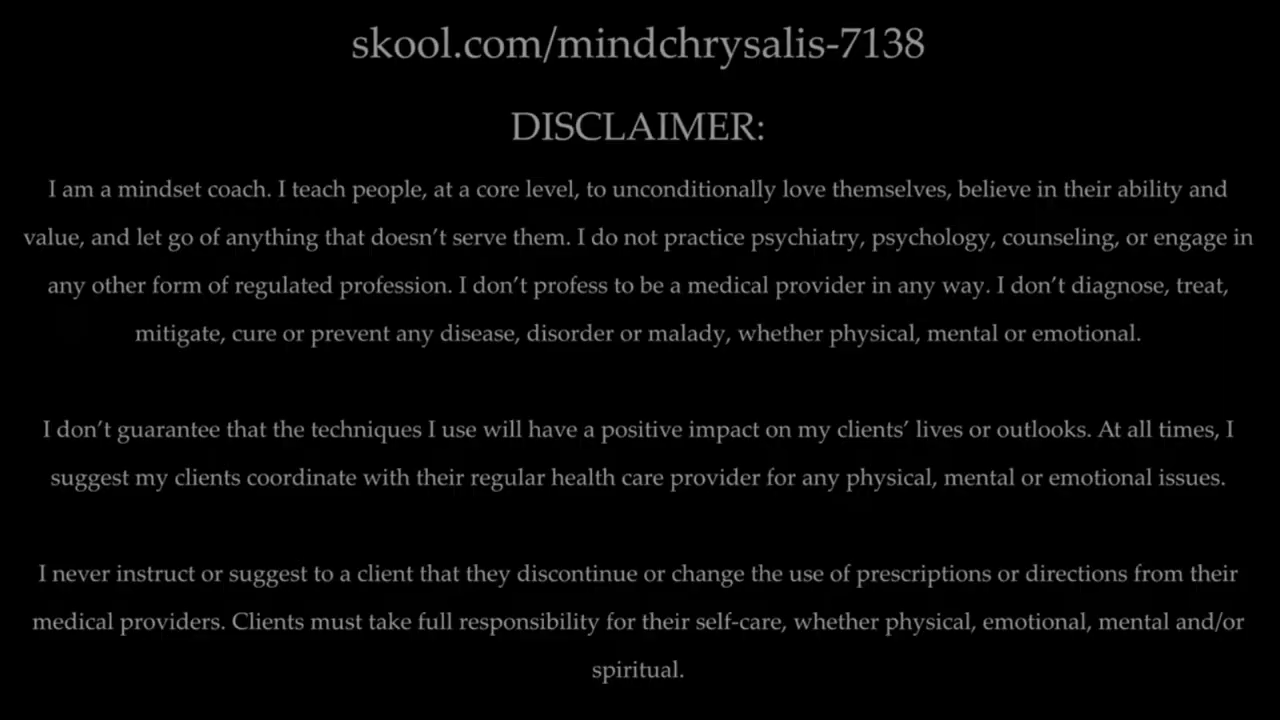 skool.com/mindchrysalis-7138
DISCLAIMER:
I am a mindset coach. I teach people, at a core level, to unconditionally love themselves, believe in their ability and
value, and let go of anything that doesn’t serve them. I do not practice psychiatry, psychology, counseling, or engage in
any other form of regulated profession. I don’t profess to be a medical provider in any way. I don’t diagnose, treat,
mitigate, cure or prevent any disease, disorder or malady, whether physical, mental or emotional.
I don’t guarantee that the techniques I use will have a positive impact on my clients’ lives or outlooks. At all times, I
suggest my clients coordinate with their regular health care provider for any physical, mental or emotional issues.
I never instruct or suggest to a client that they discontinue or change the use of prescriptions or directions from their
medical providers. Clients must take full responsibility for their self-care, whether physical, emotional, mental and/or
spiritual.